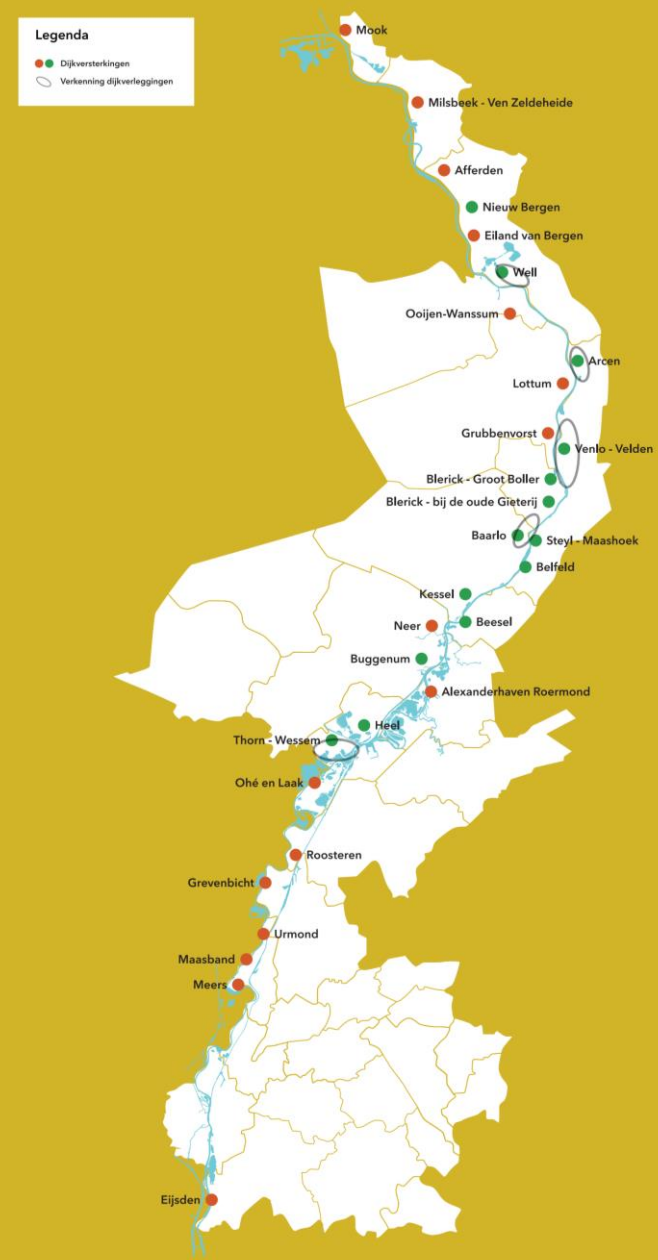 Legenda
Dijkversterkingen
Verkenning dijkverleggingen
Mook
Milsbeek - Ven Zeldeheide
Afferden
Nieuw Bergen
Eiland van Bergen
Well
Ooijen-Wanssum
Arcen
Lottum
Grubbenvorst
Venlo - Velden
Blerick - Groot Boller
Blerick - bij de oude Gieterij
Baarlo
Steyl - Maashoek
Belfeld
Kessel
Beesel
Neer
Buggenum
Alexanderhaven Roermond
Heel
Thorn - Wessem
Ohé en Laak
Roosteren
Grevenbicht
Urmond
Maasband
Meers
Eijsden